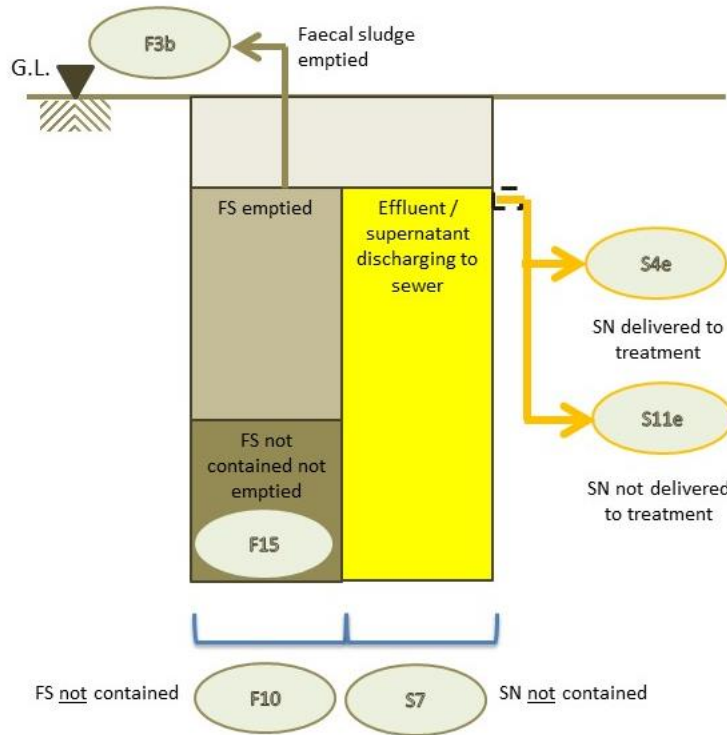 F3b
Faecal sludge
emptied
G.L.
FS emptied
Effluent /
supernatant
discharging to
sewer
S4e
SN delivered to
treatment
FS not
contained not
emptied
F15
S11e
SN not delivered
to treatment
FS not contained
F10
S7
SN not contained